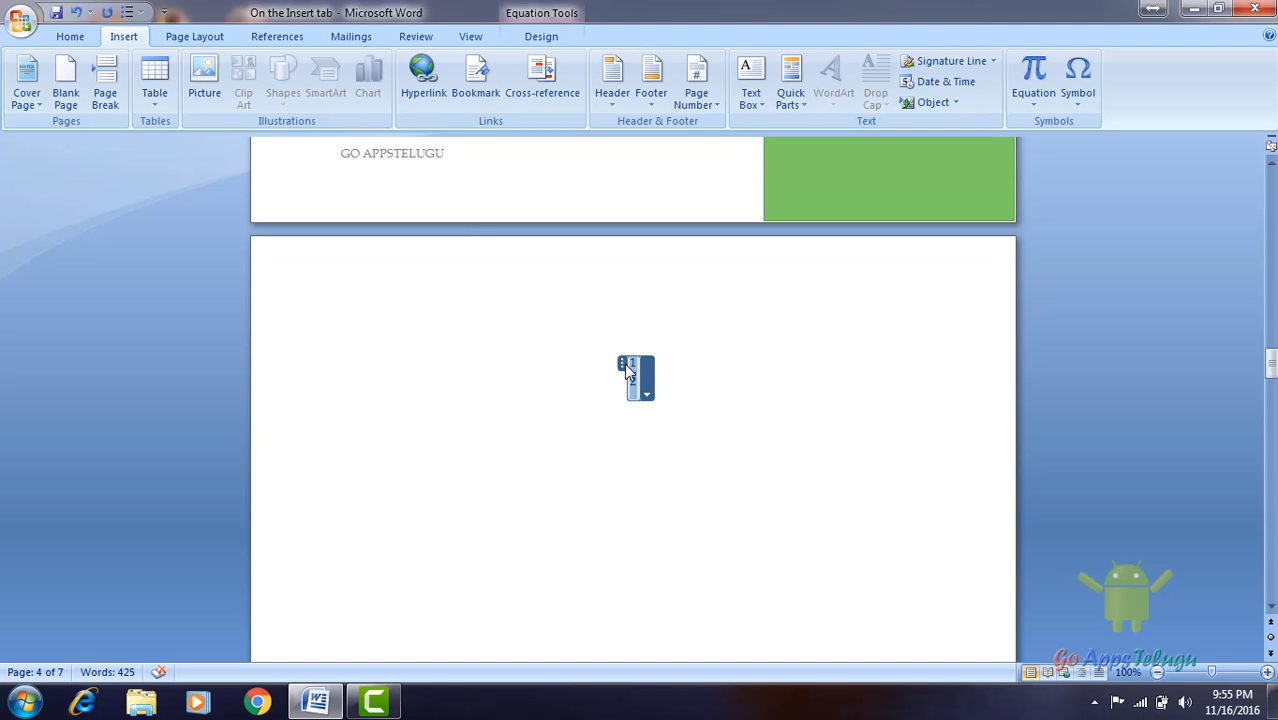 On the Insert tab - Microsoft Word
Equation Tools
Home
Insert
Page Layout
References
Mailings
Review
View
Design
Cover Page
Blank Page
Page Break
Table
Picture
Clip Art
Shapes
SmartArt
Chart
Hyperlink
Bookmark
Cross-reference
Header
Footer
Page Number
Text Box
Quick Parts
WordArt
Drop Cap
Signature Line
Date & Time
Object
Equation
Symbol
Pages
Tables
Illustrations
Links
Header & Footer
Text
Symbols
GO APPSTELUGU
1
2
Go Apps Telugu
Page: 4 of 7
Words: 425
100%
9:55 PM
11/16/2016